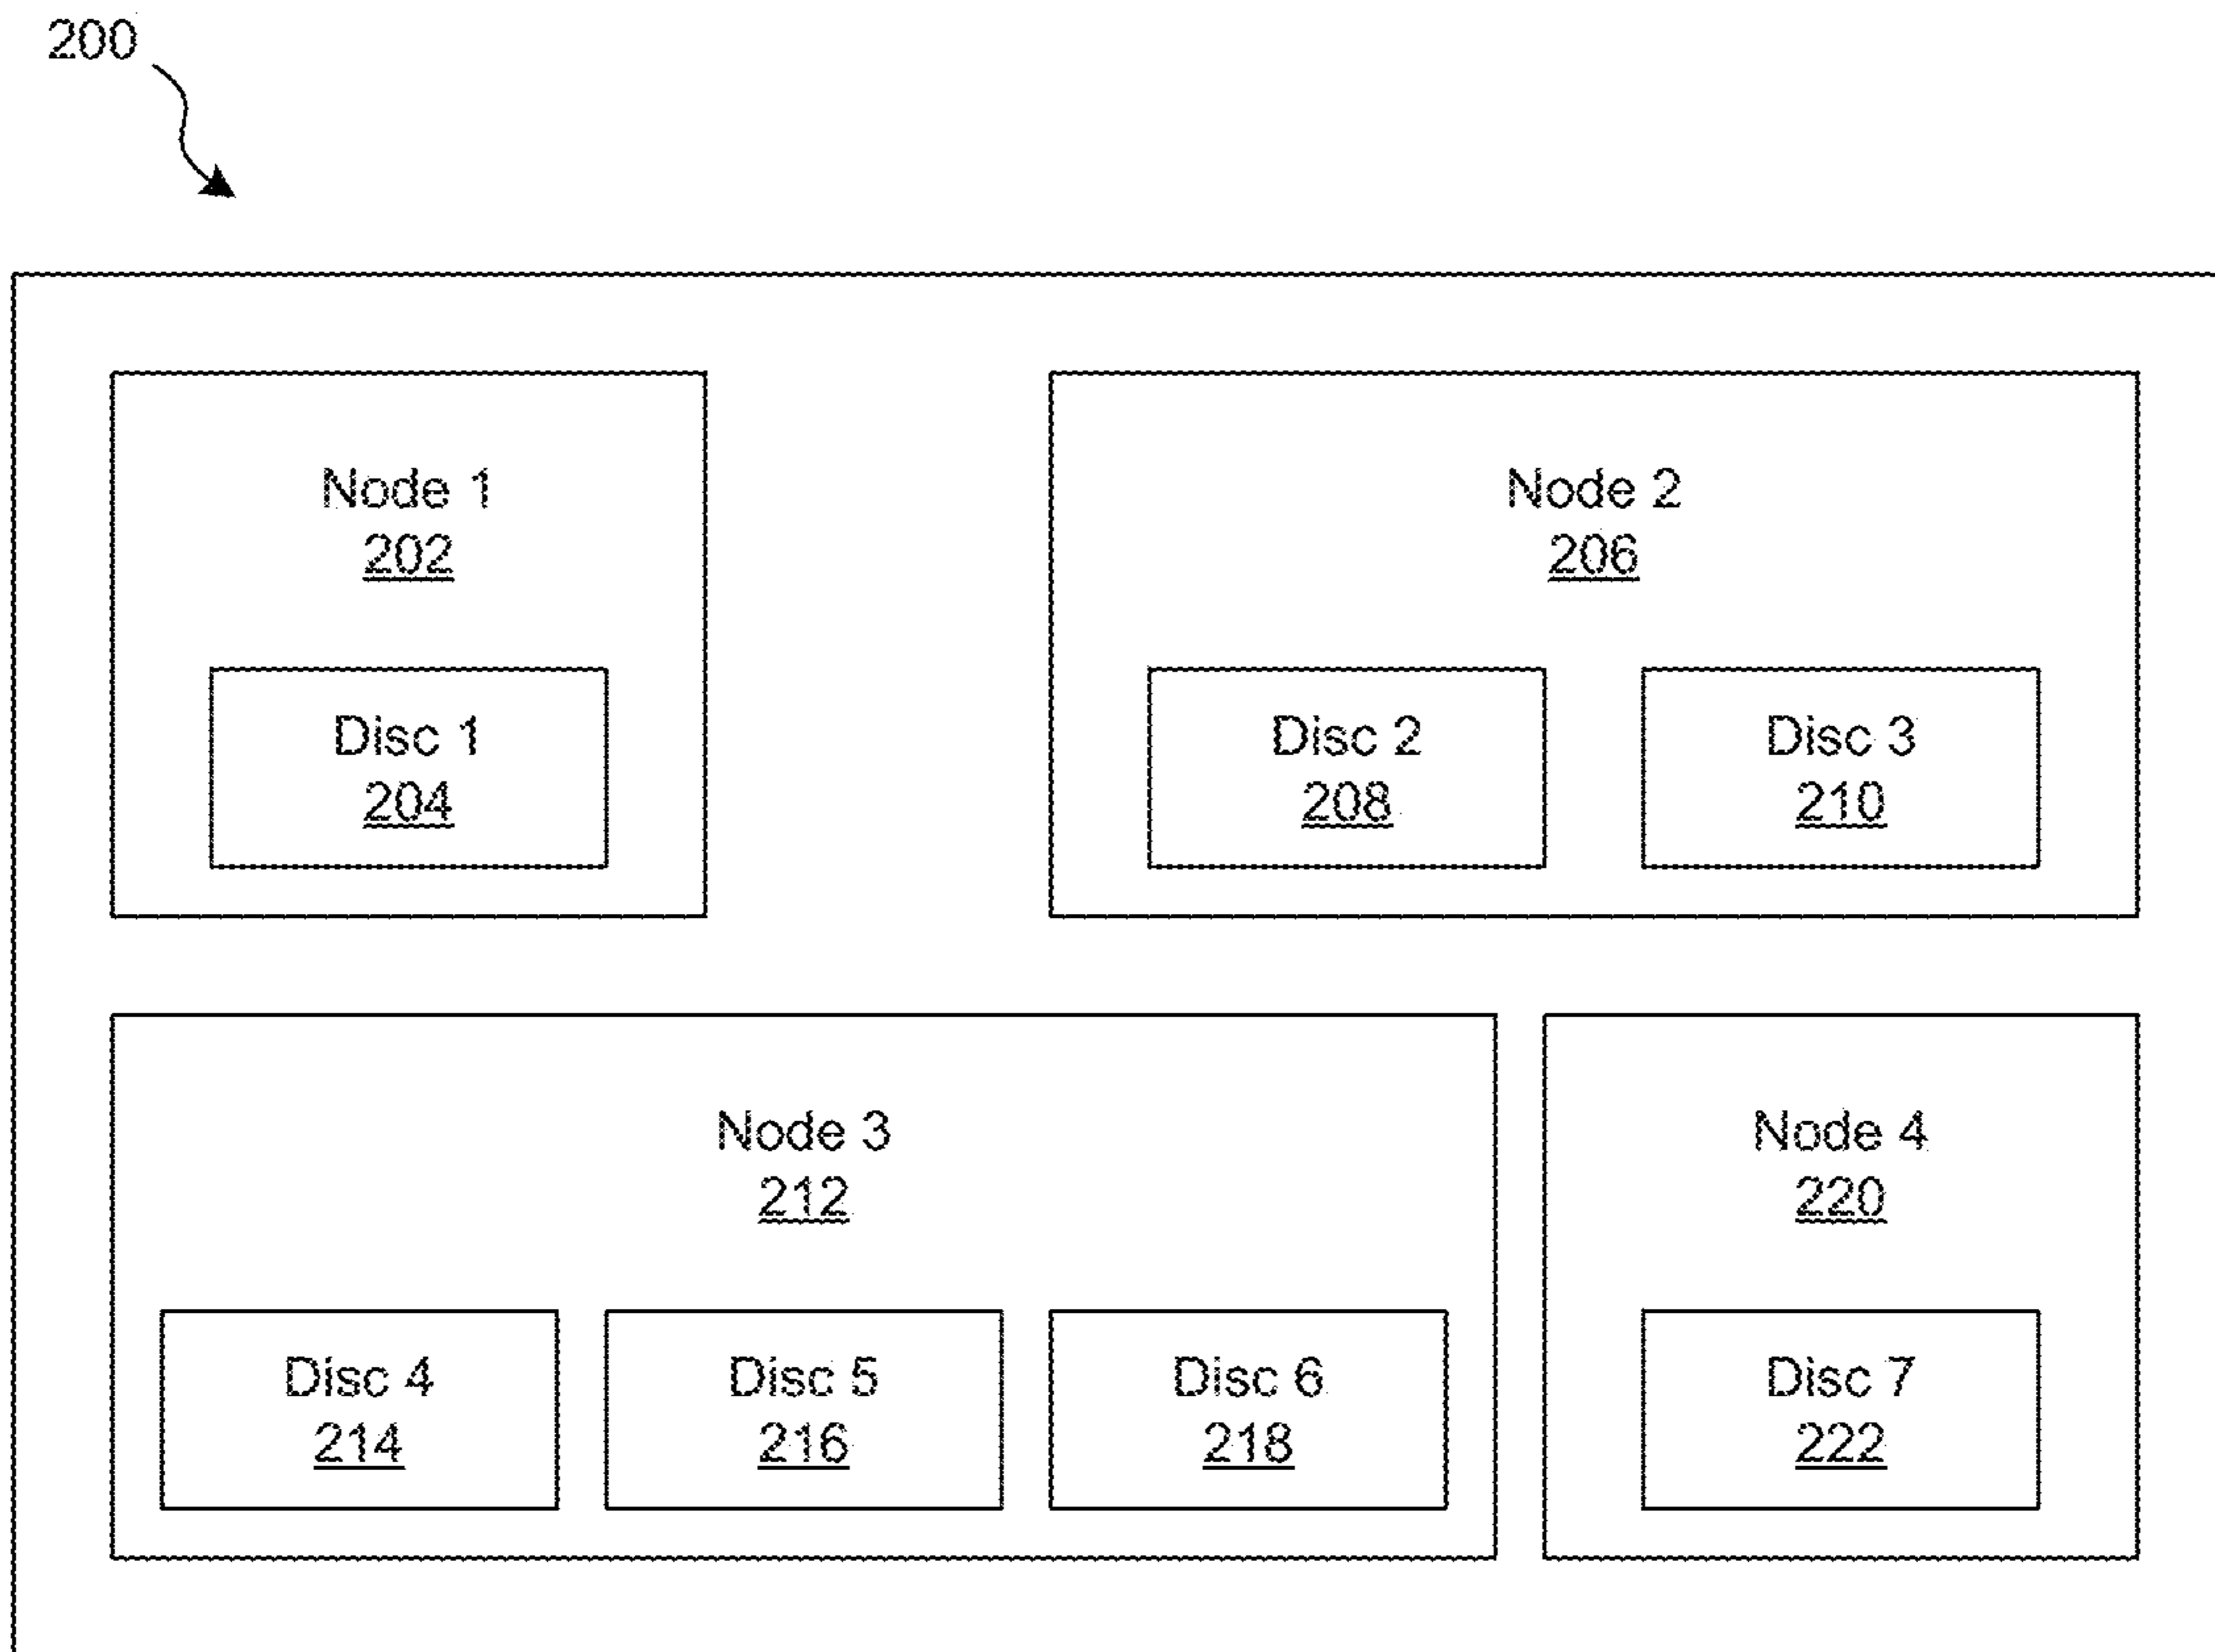 200
Node 1
202
Disc 1
204
Node 2
206
Disc 2
208
Disc 3
210
Node 3
212
Disc 4
214
Disc 5
216
Disc 6
218
Node 4
220
Disc 7
222